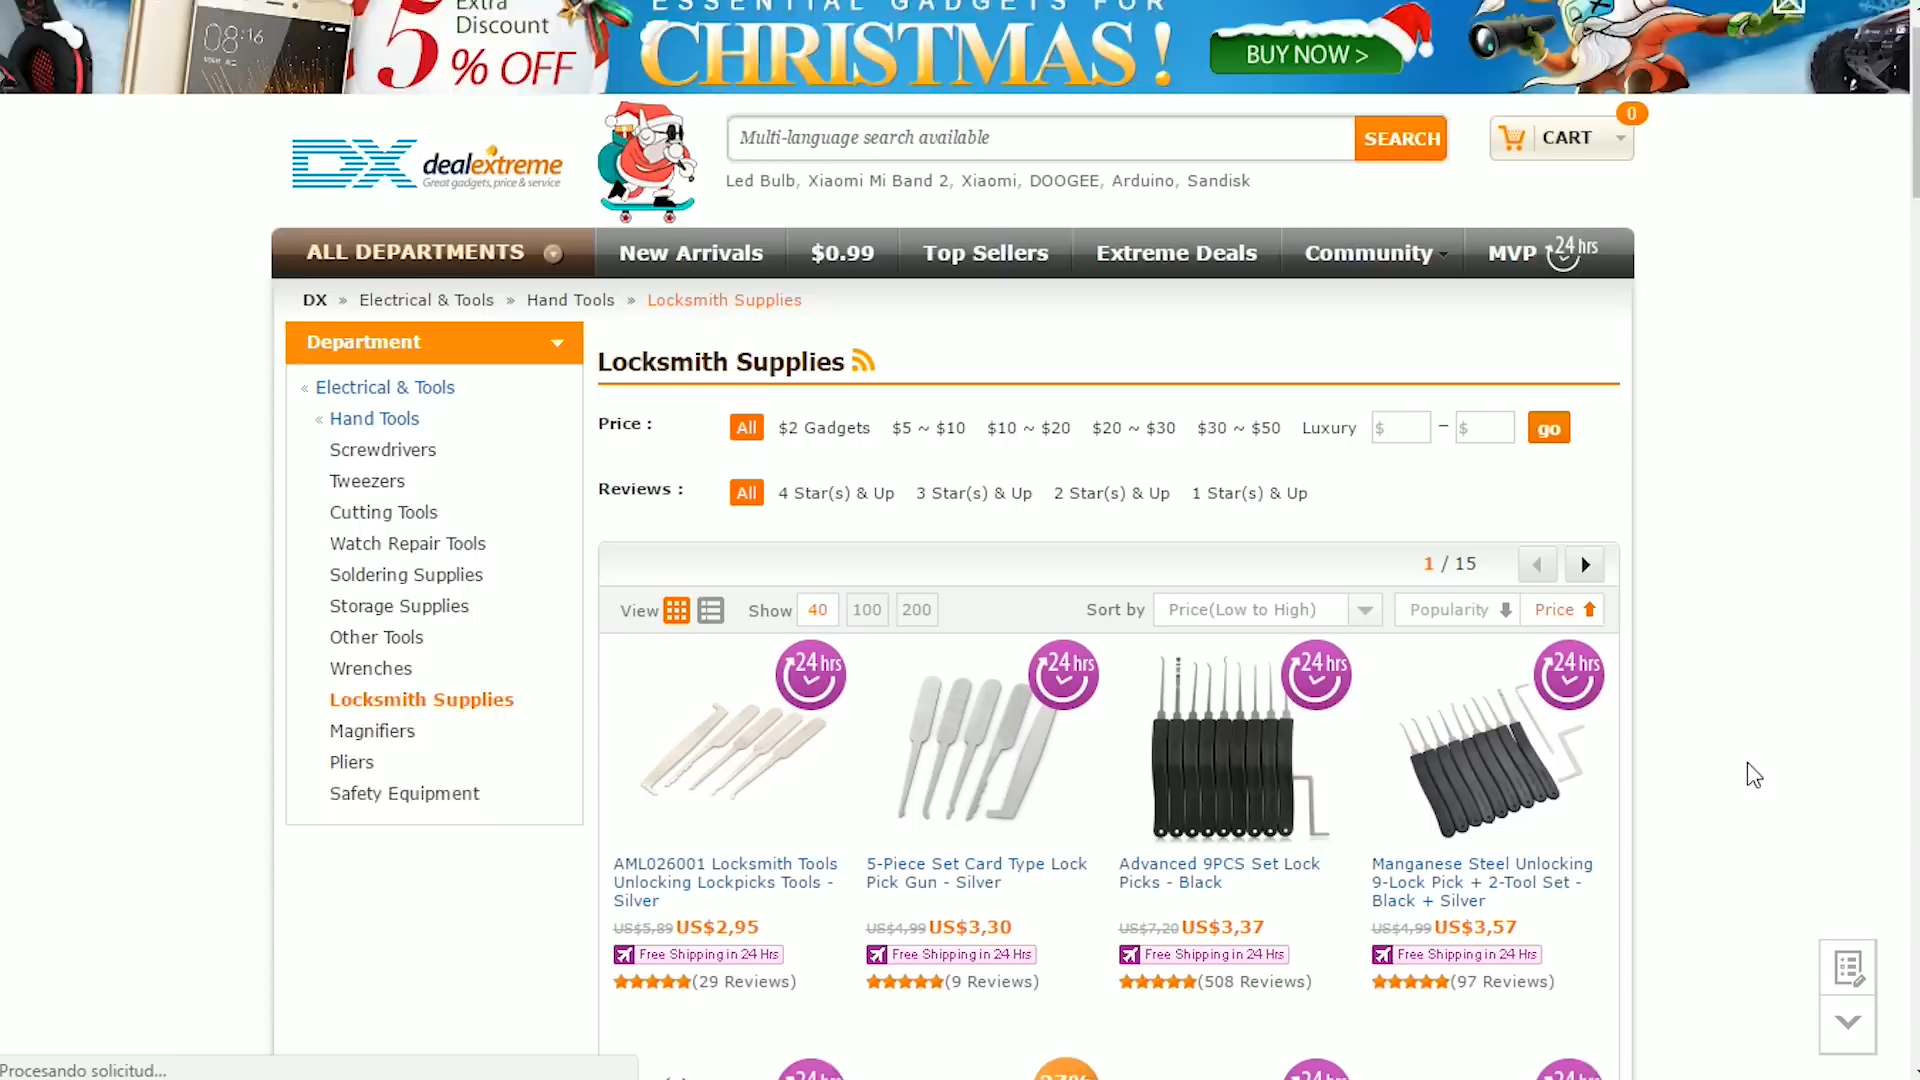 Extra
Discount
5
% OFF
08:16
ESSENTIAL GADGETS FOR
CHRISTMAS!
BUY NOW >
DX dealextreme
Great gadgets, price & service
Multi-language search available
SEARCH
CART
0
Led Bulb, Xiaomi Mi Band 2, Xiaomi, DOOGEE, Arduino, Sandisk
ALL DEPARTMENTS
New Arrivals
$0.99
Top Sellers
Extreme Deals
Community
MVP 24 hrs
DX » Electrical & Tools » Hand Tools » Locksmith Supplies
Department
« Electrical & Tools
« Hand Tools
Screwdrivers
Tweezers
Cutting Tools
Watch Repair Tools
Soldering Supplies
Storage Supplies
Other Tools
Wrenches
Locksmith Supplies
Magnifiers
Pliers
Safety Equipment
Locksmith Supplies
Price : All $2 Gadgets $5 ~ $10 $10 ~ $20 $20 ~ $30 $30 ~ $50 Luxury $ – $ go
Reviews : All 4 Star(s) & Up 3 Star(s) & Up 2 Star(s) & Up 1 Star(s) & Up
1 / 15
View Show 40 100 200 Sort by Price(Low to High) Popularity Price
24 hrs
24 hrs
24 hrs
24 hrs
AML026001 Locksmith Tools
Unlocking Lockpicks Tools -
Silver
US$5,89 US$2,95
Free Shipping in 24 Hrs
(29 Reviews)
5-Piece Set Card Type Lock
Pick Gun - Silver
US$4,99 US$3,30
Free Shipping in 24 Hrs
(9 Reviews)
Advanced 9PCS Set Lock
Picks - Black
US$7,20 US$3,37
Free Shipping in 24 Hrs
(508 Reviews)
Manganese Steel Unlocking
9-Lock Pick + 2-Tool Set -
Black + Silver
US$4,99 US$3,57
Free Shipping in 24 Hrs
(97 Reviews)
24 hrs
37%
24 hrs
24 hrs
Procesando solicitud...